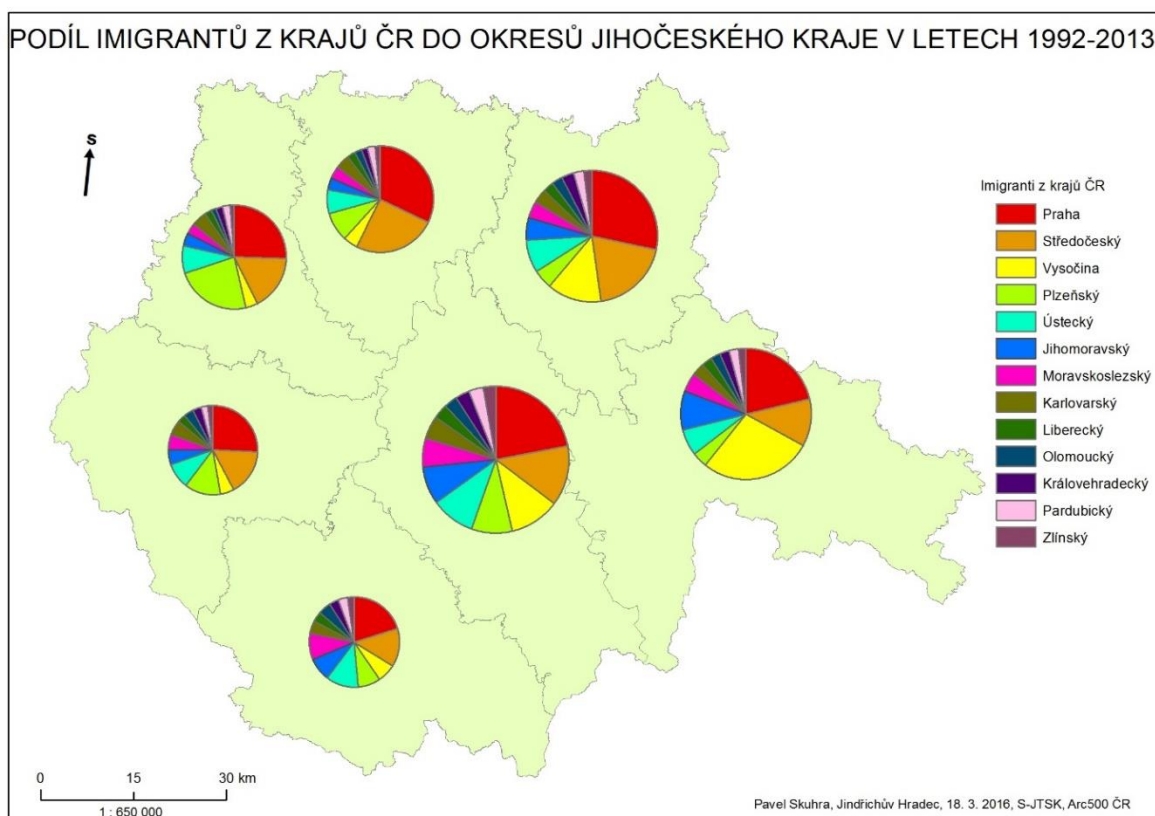 PODÍL IMIGRANTŮ Z KRAJŮ ČR DO OKRESŮ JIHOČESKÉHO KRAJE V LETECH 1992-2013
S
Imigranti z krajů ČR
Praha
Středočeský
Vysočina
Plzeňský
Ústecký
Jihomoravský
Moravskoslezský
Karlovarský
Liberecký
Olomoucký
Královehradecký
Pardubický
Zlínský
0 15 30 km
1 : 650 000
Pavel Skuhra, Jindřichův Hradec, 18. 3. 2016, S-JTSK, Arc500 ČR